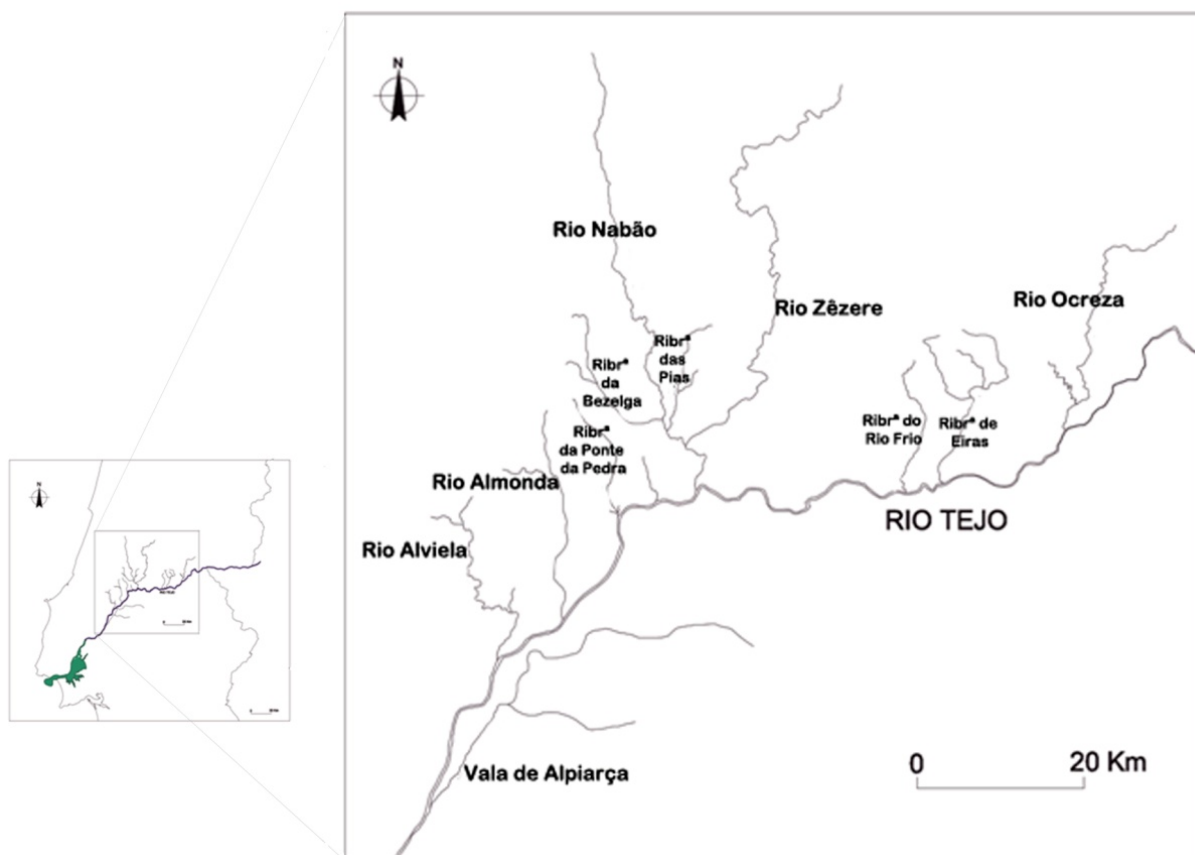 N
Rio Nabão
Rio Zêzere
Rio Ocreza
Ribrª
das
Pias
Ribrª
da
Bezelga
Ribrª do
Rio Frio
Ribrª de
Eiras
Ribrª
da Ponte
da Pedra
Rio Almonda
RIO TEJO
Rio Alviela
Vala de Alpiarça
0 20 Km